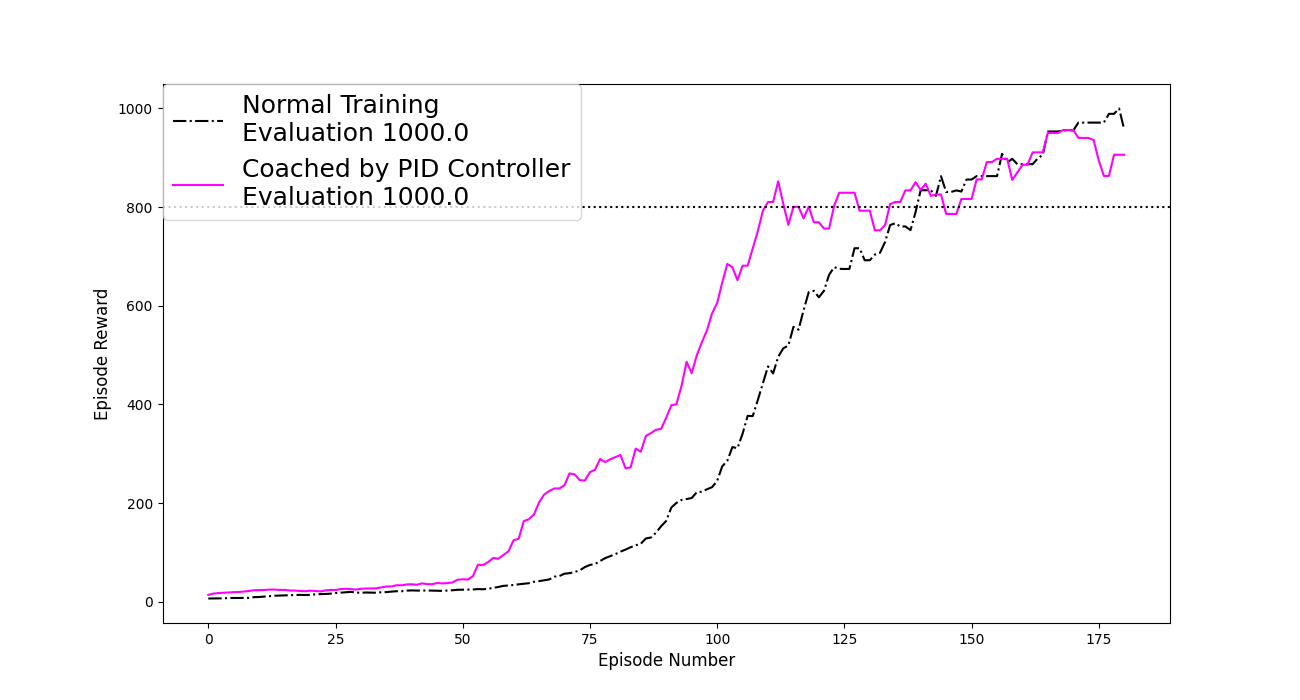 Normal Training
Evaluation 1000.0
Coached by PID Controller
Evaluation 1000.0
1000
800
600
400
200
0
Episode Reward
0 25 50 75 100 125 150 175
Episode Number